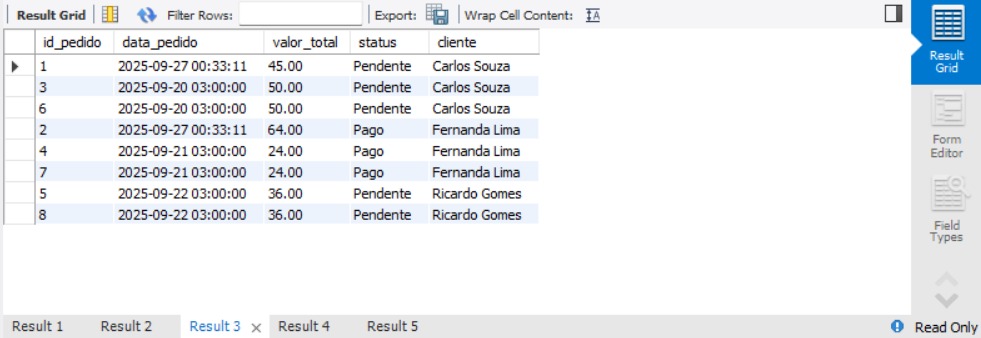 Result Grid Filter Rows: Export: Wrap Cell Content: IA
id_pedido data_pedido valor_total status cliente
1 2025-09-27 00:33:11 45.00 Pendente Carlos Souza
3 2025-09-20 03:00:00 50.00 Pendente Carlos Souza
6 2025-09-20 03:00:00 50.00 Pendente Carlos Souza
2 2025-09-27 00:33:11 64.00 Pago Fernanda Lima
4 2025-09-21 03:00:00 24.00 Pago Fernanda Lima
7 2025-09-21 03:00:00 24.00 Pago Fernanda Lima
5 2025-09-22 03:00:00 36.00 Pendente Ricardo Gomes
8 2025-09-22 03:00:00 36.00 Pendente Ricardo Gomes
Result
Grid
Form
Editor
Field
Types
Result 1 Result 2 Result 3 × Result 4 Result 5 Read Only